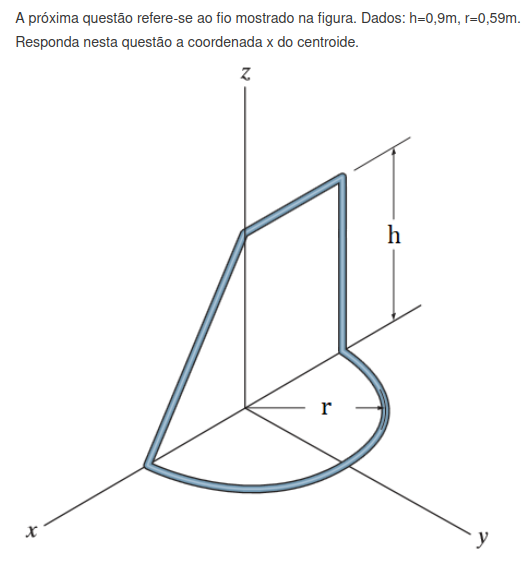 A próxima questão refere-se ao fio mostrado na figura. Dados: h=0,9m, r=0,59m.
Responda nesta questão a coordenada x do centroide.
z
h
r
x
y